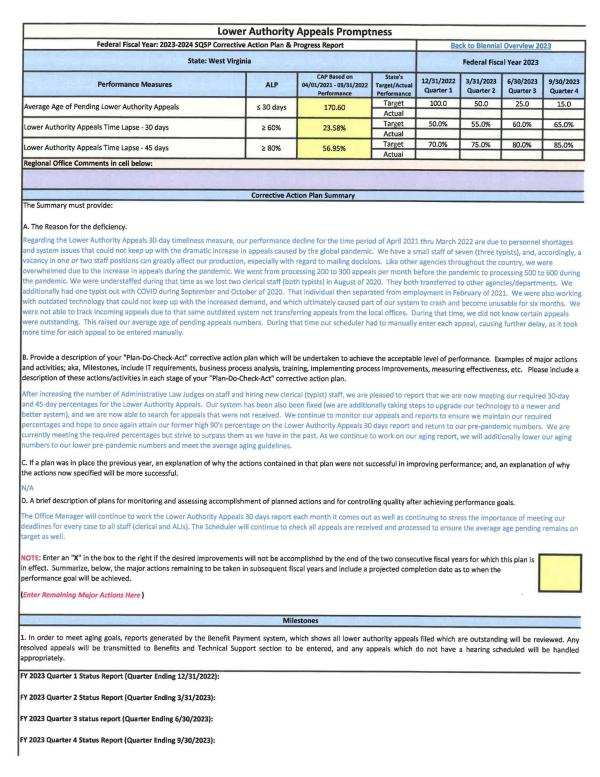 Lower Authority Appeals Promptness
Federal Fiscal Year: 2023-2024 SQSP Corrective Action Plan & Progress Report
Back to Biennial Overview 2023
State: West Virginia
Federal Fiscal Year 2023
Performance Measures
ALP
CAP Based on
04/01/2021 - 03/31/2022
Performance
State's
Target/Actual
Performance
12/31/2022
Quarter 1
3/31/2023
Quarter 2
6/30/2023
Quarter 3
9/30/2023
Quarter 4
Average Age of Pending Lower Authority Appeals
≤ 30 days
170.60
Target
100.0
50.0
25.0
15.0
Actual
Lower Authority Appeals Time Lapse - 30 days
≥ 60%
23.58%
Target
50.0%
55.0%
60.0%
65.0%
Actual
Lower Authority Appeals Time Lapse - 45 days
≥ 80%
56.95%
Target
70.0%
75.0%
80.0%
85.0%
Actual
Regional Office Comments in cell below:
Corrective Action Plan Summary
The Summary must provide:
A. The Reason for the deficiency.
Regarding the Lower Authority Appeals 30-day timeliness measure, our performance decline for the time period of April 2021 thru March 2022 are due to personnel shortages
and system issues that could not keep up with the dramatic increase in appeals caused by the global pandemic. We have a small staff of seven (three typists), and, accordingly, a
vacancy in one or two staff positions can greatly affect our production, especially with regard to mailing decisions. Like other agencies throughout the country, we were
overwhelmed due to the increase in appeals during the pandemic. We went from processing 200 to 300 appeals per month before the pandemic to processing 500 to 600 during
the pandemic. We were understaffed during that time as we lost two clerical staff (both typists) in August of 2020. They both transferred to other agencies/departments. We
additionally had one typist out with COVID during September and October of 2020. That individual then separated from employment in February of 2021. We were also working
with outdated technology that could not keep up with the increased demand, and which ultimately caused part of our system to crash and become unusable for six months. We
were not able to track incoming appeals due to that same outdated system not transferring appeals from the local offices. During that time, we did not know certain appeals
were outstanding. This raised our average age of pending appeals numbers. During that time our scheduler had to manually enter each appeal, causing further delay, as it took
more time for each appeal to be entered manually.
B. Provide a description of your "Plan-Do-Check-Act" corrective action plan which will be undertaken to achieve the acceptable level of performance. Examples of major actions
and activities; aka, Milestones, include IT requirements, business process analysis, training, implementing process improvements, measuring effectiveness, etc. Please include a
description of these actions/activities in each stage of your "Plan-Do-Check-Act" corrective action plan.
After increasing the number of Administrative Law Judges on staff and hiring new clerical (typist) staff, we are pleased to report that we are now meeting our required 30-day
and 45-day percentages for the Lower Authority Appeals. Our system has been also been fixed (we are additionally taking steps to upgrade our technology to a newer and
better system), and we are now able to search for appeals that were not received. We continue to monitor our appeals and reports to ensure we maintain our required
percentages and hope to once again attain our former high 90's percentage on the Lower Authority Appeals 30 days report and return to our pre-pandemic numbers. We are
currently meeting the required percentages but strive to surpass them as we have in the past. As we continue to work on our aging report, we will additionally lower our aging
numbers to our lower pre-pandemic numbers and meet the average aging guidelines.
C. If a plan was in place the previous year, an explanation of why the actions contained in that plan were not successful in improving performance; and, an explanation of why
the actions now specified will be more successful.
N/A
D. A brief description of plans for monitoring and assessing accomplishment of planned actions and for controlling quality after achieving performance goals.
The Office Manager will continue to work the Lower Authority Appeals 30 days report each month it comes out as well as continuing to stress the importance of meeting our
deadlines for every case to all staff (clerical and ALJs). The Scheduler will continue to check all appeals are received and processed to ensure the average age pending remains on
target as well.
NOTE: Enter an "X" in the box to the right if the desired improvements will not be accomplished by the end of the two consecutive fiscal years for which this plan is
in effect. Summarize, below, the major actions remaining to be taken in subsequent fiscal years and include a projected completion date as to when the
performance goal will be achieved.
(Enter Remaining Major Actions Here )
Milestones
1. In order to meet aging goals, reports generated by the Benefit Payment system, which shows all lower authority appeals filed which are outstanding will be reviewed. Any
resolved appeals will be transmitted to Benefits and Technical Support section to be entered, and any appeals which do not have a hearing scheduled will be handled
appropriately.
FY 2023 Quarter 1 Status Report (Quarter Ending 12/31/2022):
FY 2023 Quarter 2 Status Report (Quarter Ending 3/31/2023):
FY 2023 Quarter 3 status report (Quarter Ending 6/30/2023):
FY 2023 Quarter 4 Status Report (Quarter Ending 9/30/2023):